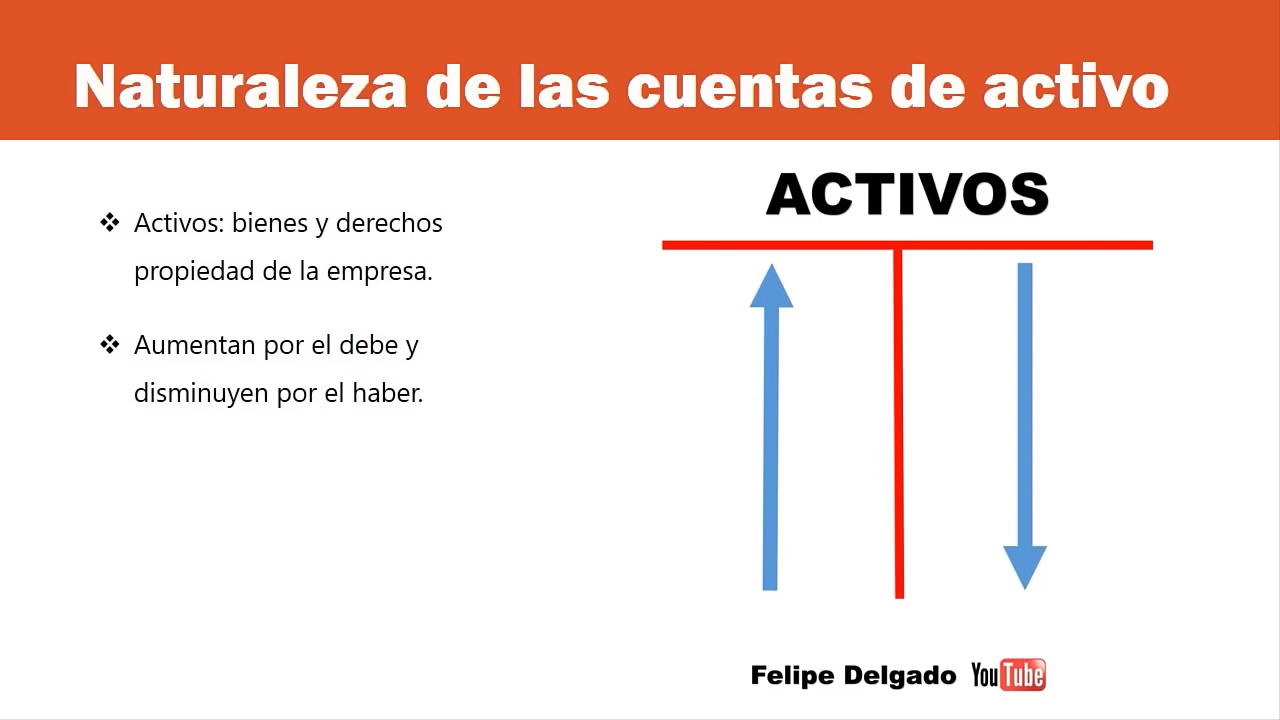 Naturaleza de las cuentas de activo
❖ Activos: bienes y derechos
propiedad de la empresa.
❖ Aumentan por el debe y
disminuyen por el haber.
ACTIVOS
Felipe Delgado YouTube